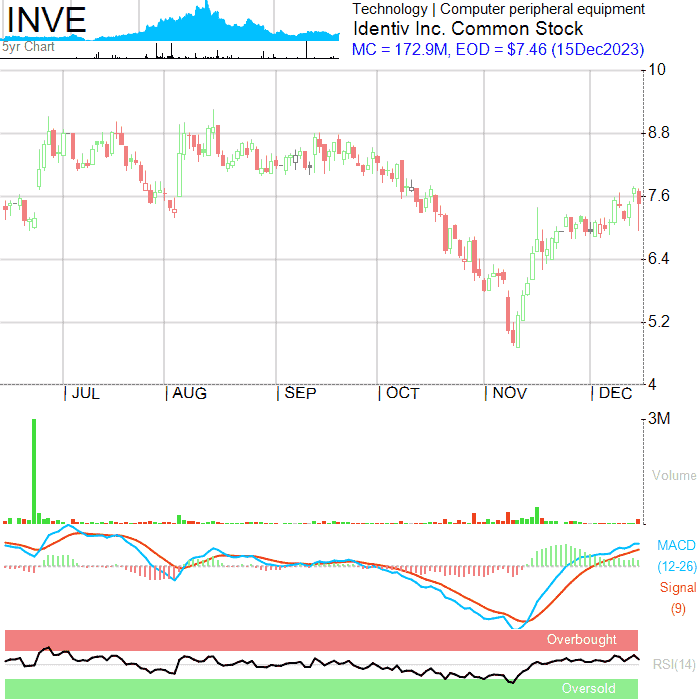 INVE
5yr Chart
Technology | Computer peripheral equipment
Identiv Inc. Common Stock
MC = 172.9M, EOD = $7.46 (15Dec2023)
10
8.8
7.6
6.4
5.2
4
| JUL | AUG | SEP | OCT | NOV | DEC
3M
Volume
MACD
(12-26)
Signal
(9)
Overbought
RSI(14)
Oversold